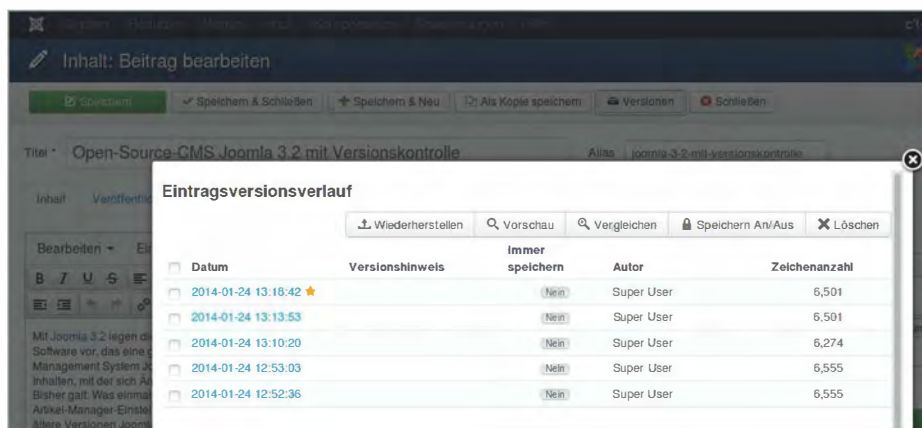 Inhalt: Beitrag bearbeiten
Speichern Speichern & Schließen Speichern & Neu Als Kopie speichern Versionen Schließen
Titel * Open-Source-CMS Joomla 3.2 mit Versionskontrolle Alias joomla-3-2-mit-versionskontrolle
Eintragsversionsverlauf
Inhalt
Wiederherstellen Vorschau Vergleichen Speichern An/Aus Löschen
Bearbeiten
Immer
Datum Versionshinweis speichern Autor Zeichenanzahl
B I U S
2014-01-24 13:18:42 Nein Super User 6,501
2014-01-24 13:13:53 Nein Super User 6,501
Mit Joomla 3.2 legen
Software vor, das eine
2014-01-24 13:10:20 Nein Super User 6,274
Management System
2014-01-24 12:53:03 Nein Super User 6,555
Inhalten, mit der sich
Bisher galt: Was einmal
2014-01-24 12:52:36 Nein Super User 6,555
Artikel-Manager-Einstel
Ältere Versionen Joomla